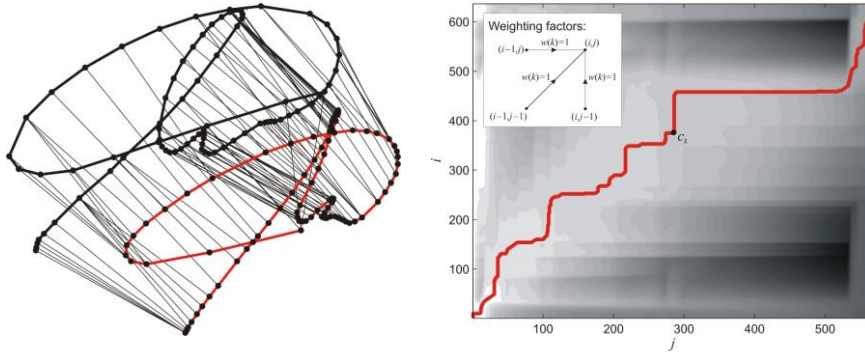 Weighting factors:
w(k)=1
(i−1,j)
(i,j)
w(k)=1
w(k)=1
(i−1,j−1)
(i,j−1)
600
500
400
300
200
100
i
c_k
100
200
300
400
500
j